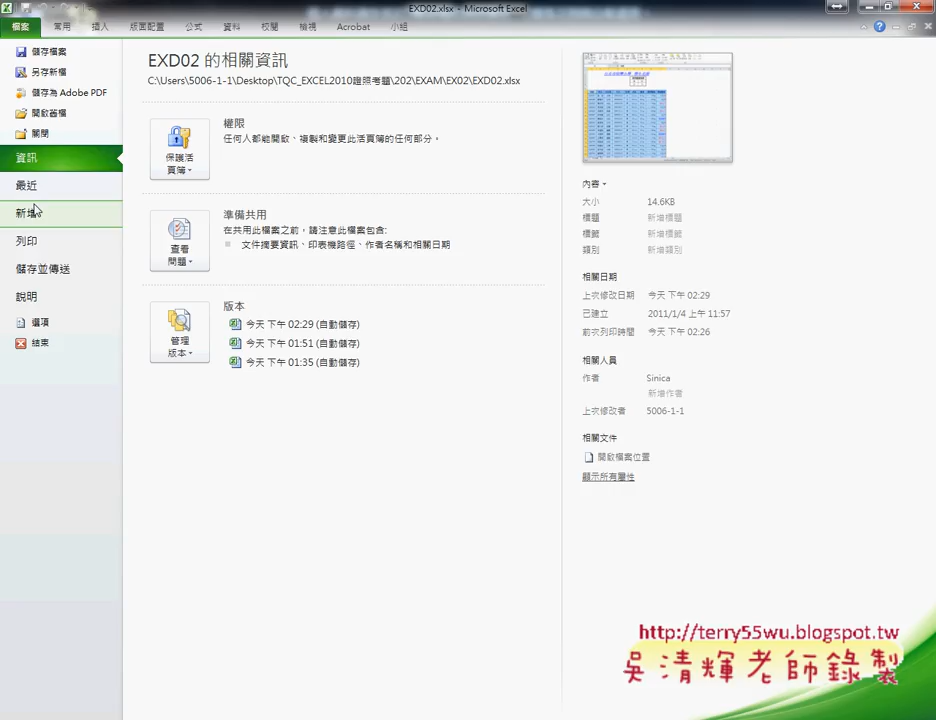 EXD02.xlsx - Microsoft Excel
檔案 常用 插入 版面配置 公式 資料 校閱 檢視 Acrobat 小組
儲存檔案
另存新檔
儲存為 Adobe PDF
開啟舊檔
關閉
資訊
最近
新增
列印
儲存並傳送
說明
選項
結束
EXD02 的相關資訊
C:\Users\5006-1-1\Desktop\TQC_EXCEL2010證照考題\202\EXAM\EX02\EXD02.xlsx
保護活
頁簿
權限
任何人都能開啟、複製和變更此活頁簿的任何部分。
查看
問題
準備共用
在共用此檔案之前，請注意此檔案包含:
文件摘要資訊、印表機路徑、作者名稱和相關日期
管理
版本
版本
今天 下午 02:29 (自動儲存)
今天 下午 01:51 (自動儲存)
今天 下午 01:35 (自動儲存)
內容
大小 14.6KB
標題 新增標題
標籤 新增標籤
類別 新增類別
相關日期
上次修改日期 今天 下午 02:29
已建立 2011/1/4 上午 11:57
前次列印時間 今天 下午 02:26
相關人員
作者 Sinica
新增作者
上次修改者 5006-1-1
相關文件
開啟檔案位置
顯示所有屬性
http://terry55wu.blogspot.tw
吳清輝老師錄製